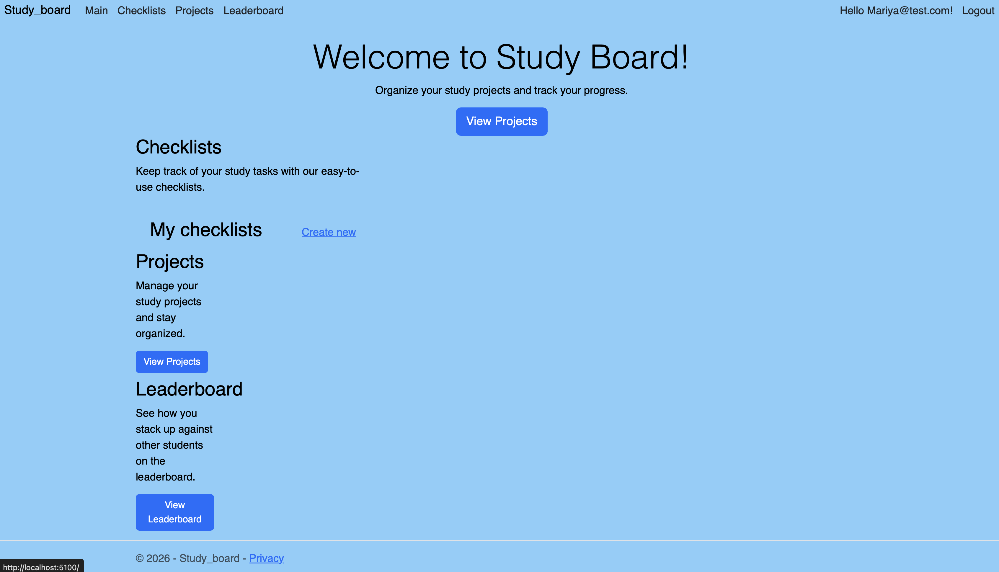 Study_board Main Checklists Projects Leaderboard Hello Mariya@test.com! Logout
Welcome to Study Board!
Organize your study projects and track your progress.
View Projects
Checklists
Keep track of your study tasks with our easy-to-
use checklists.
My checklists Create new
Projects
Manage your
study projects
and stay
organized.
View Projects
Leaderboard
See how you
stack up against
other students
on the
leaderboard.
View
Leaderboard
© 2026 - Study_board - Privacy
http://localhost:5100/